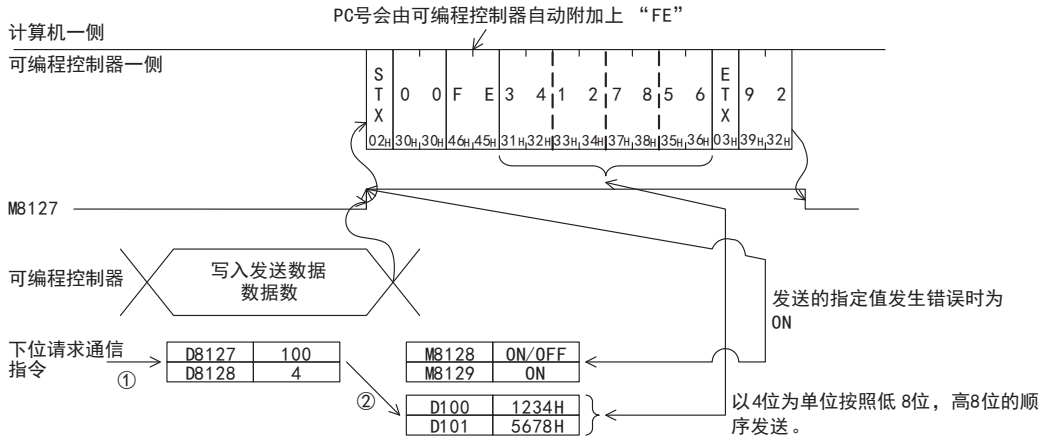 PC号会由可编程控制器自动附加上 “FE”
计算机一侧
可编程控制器一侧
STX 0 0 F E 3 4 1 2 7 8 5 6 ETX 9 2
02H 30H 30H 46H 45H 31H 32H 33H 34H 37H 38H 35H 36H 03H 39H 32H
M8127
可编程控制器
写入发送数据
数据数
发送的指定值发生错误时为
ON
下位请求通信
指令
①
D8127 100
D8128 4
M8128 ON/OFF
M8129 ON
②
D100 1234H
D101 5678H
以4位为单位按照低 8位，高8位的顺
序发送。